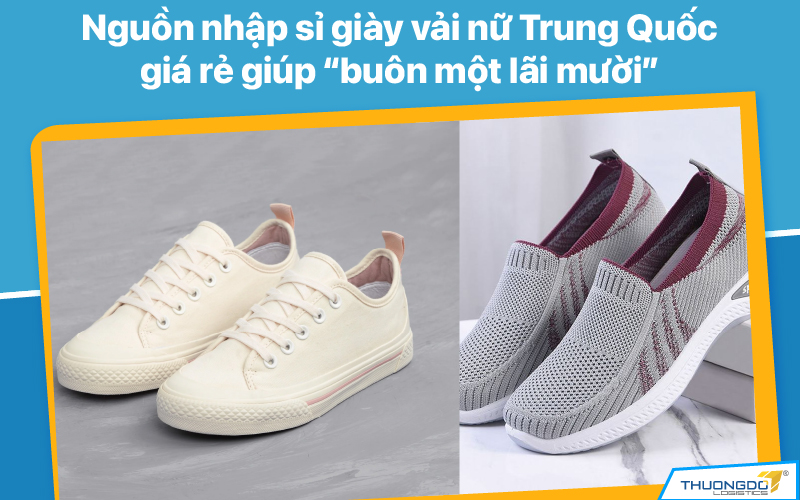 Nguồn nhập sỉ giày vải nữ Trung Quốc
giá rẻ giúp “buôn một lãi mười”
THUONGDO
LOGISTICS
®